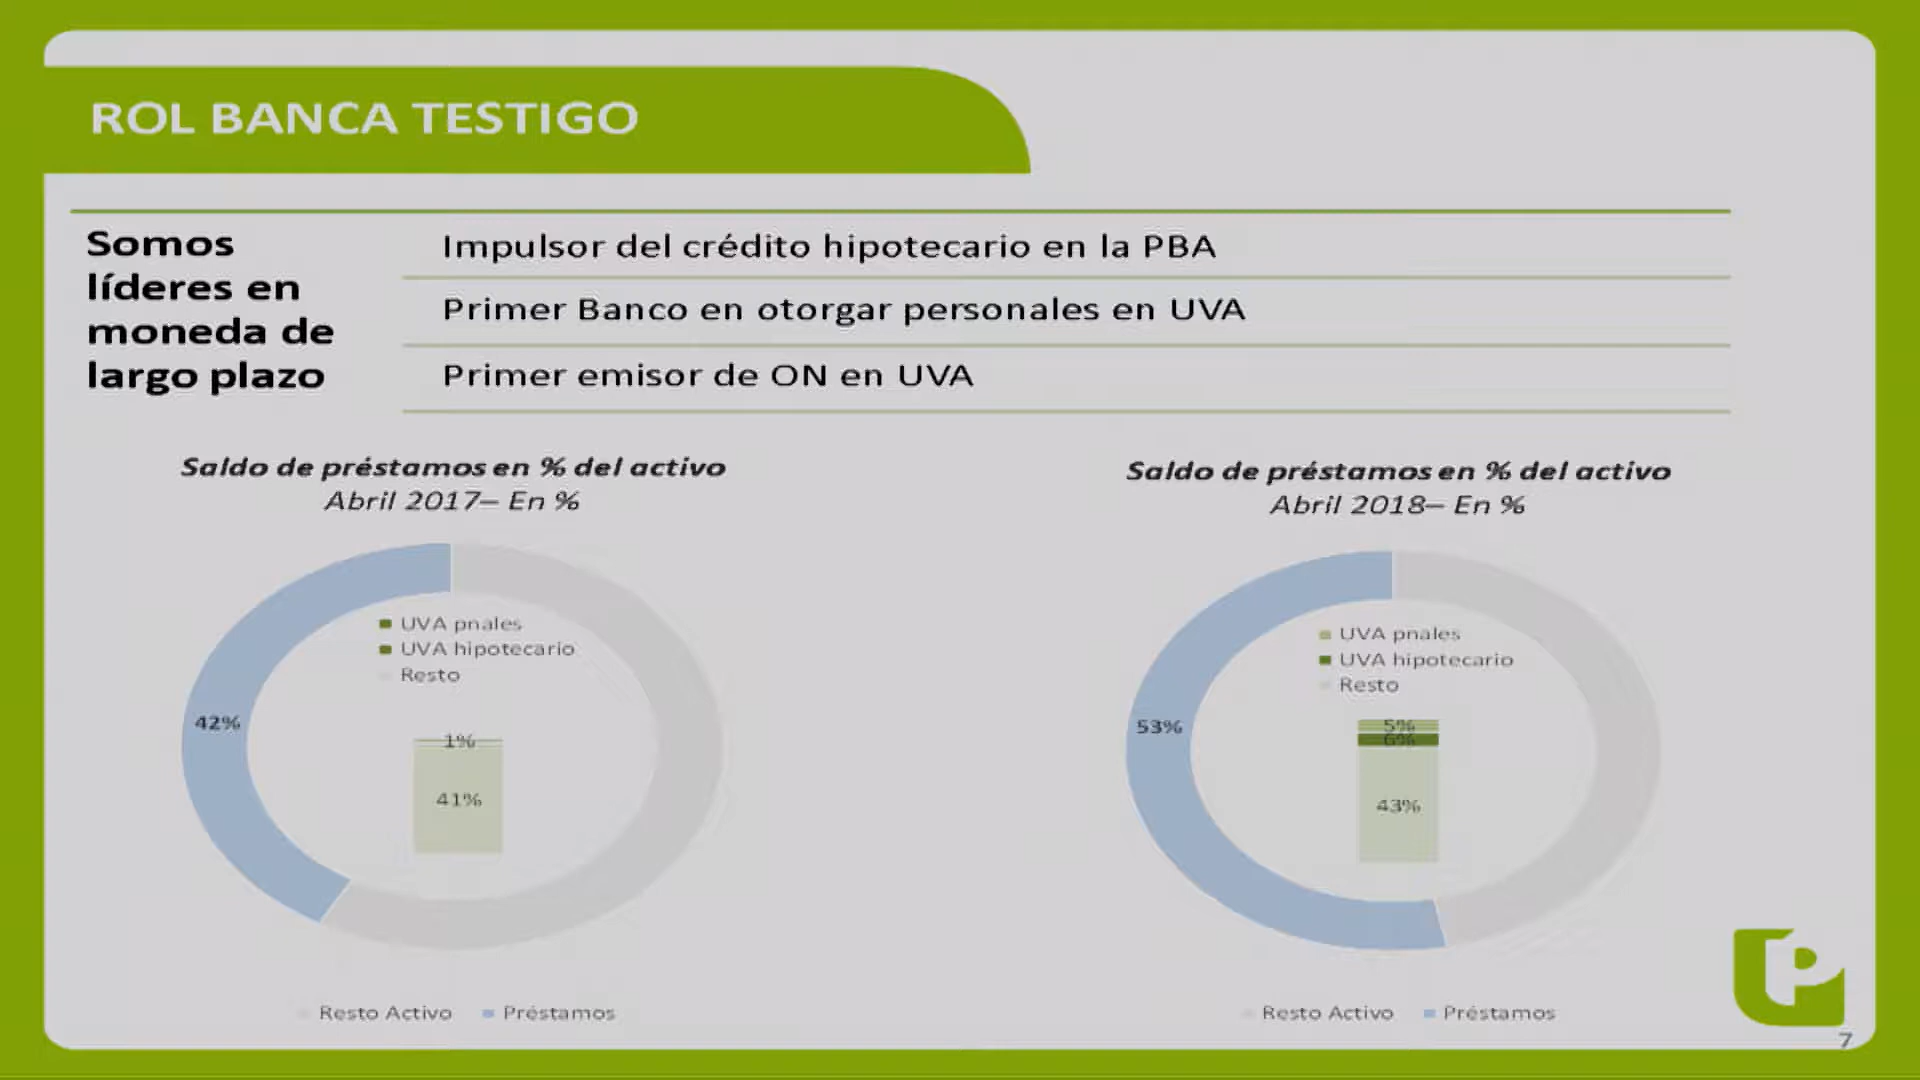 ROL BANCA TESTIGO
Somos
líderes en
moneda de
largo plazo
Impulsor del crédito hipotecario en la PBA
Primer Banco en otorgar personales en UVA
Primer emisor de ON en UVA
Saldo de préstamos en % del activo
Abril 2017– En %
UVA pnales
UVA hipotecario
Resto
42%
1%
41%
Resto Activo
Préstamos
Saldo de préstamos en % del activo
Abril 2018– En %
UVA pnales
UVA hipotecario
Resto
53%
5%
6%
43%
Resto Activo
Préstamos
P
7